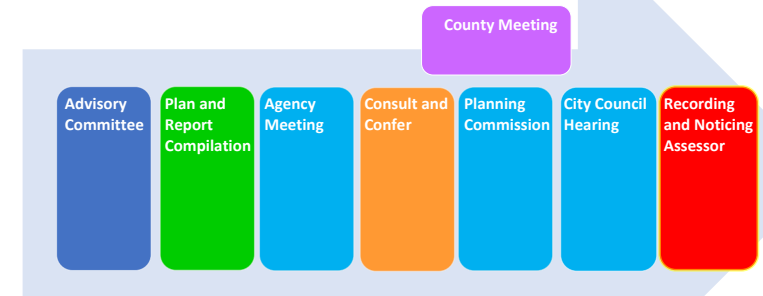 County Meeting
Advisory
Committee
Plan and
Report
Compilation
Agency
Meeting
Consult and
Confer
Planning
Commission
City Council
Hearing
Recording
and Noticing
Assessor